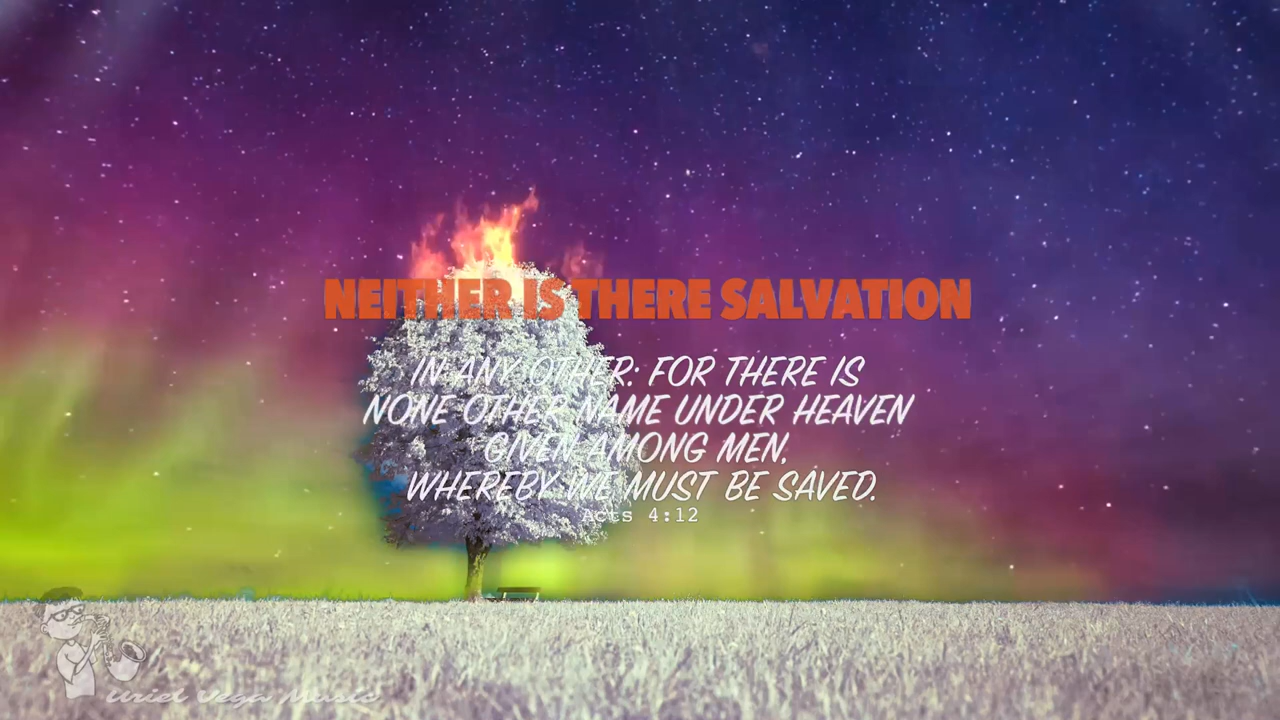 NEITHER IS THERE SALVATION
IN ANY OTHER: FOR THERE IS
NONE OTHER NAME UNDER HEAVEN
GIVEN AMONG MEN,
WHEREBY WE MUST BE SAVED.
Acts 4:12
Uriel Vega Music